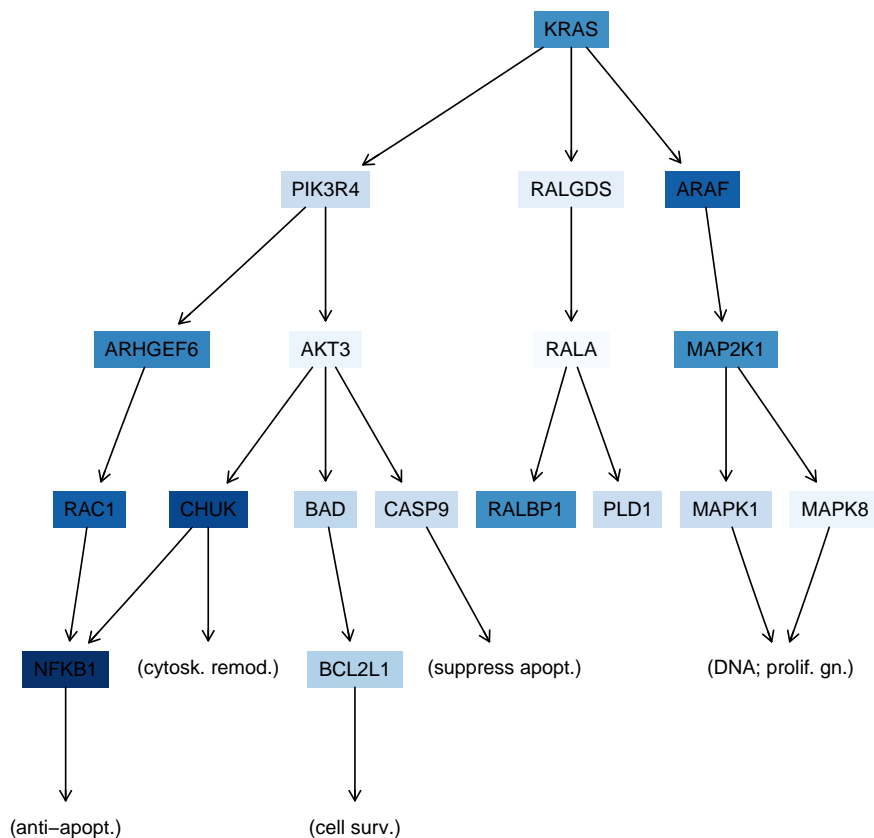 KRAS
PIK3R4
RALGDS
ARAF
ARHGEF6
AKT3
RALA
MAP2K1
RAC1
CHUK
BAD
CASP9
RALBP1
PLD1
MAPK1
MAPK8
NFKB1
(cytosk. remod.)
BCL2L1
(suppress apopt.)
(DNA; prolif. gn.)
(anti−apopt.)
(cell surv.)